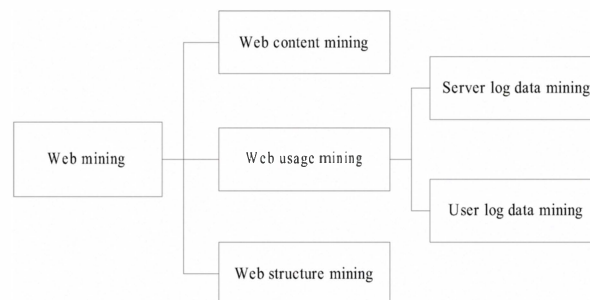 Web content mining
Server log data mining
Web mining
Web usage mining
User log data mining
Web structure mining